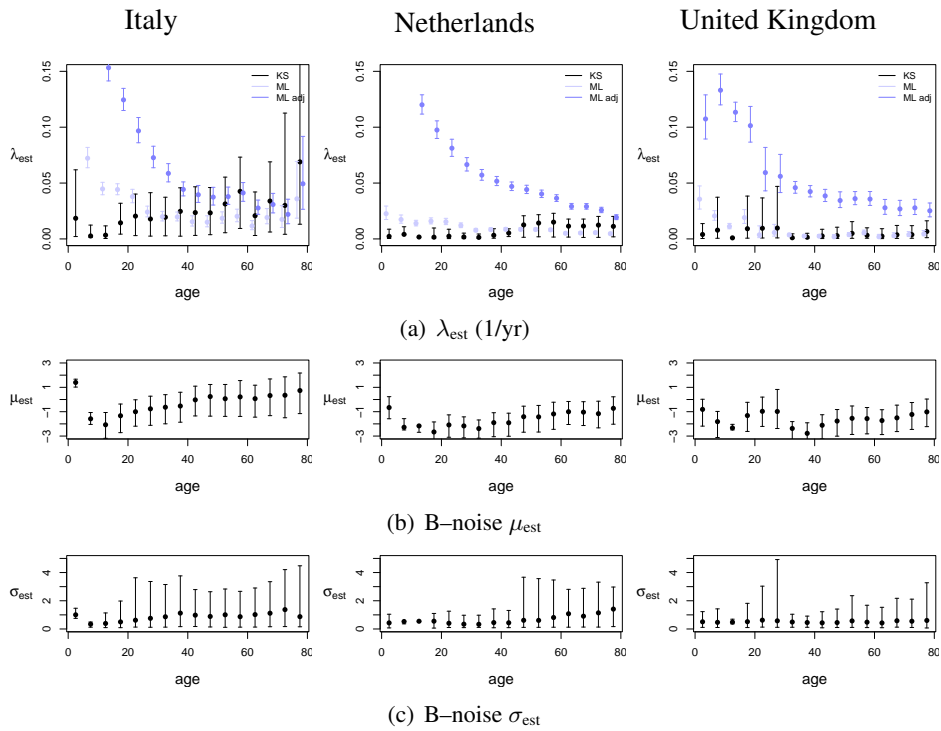 Italy
Netherlands
United Kingdom
0.15
0.10
0.05
0.00
λest
KS
ML
ML adj
0 20 40 60 80
age
0.15
0.10
0.05
0.00
λest
KS
ML
ML adj
0 20 40 60 80
age
0.15
0.10
0.05
0.00
λest
KS
ML
ML adj
0 20 40 60 80
age
(a) λest (1/yr)
3
1
−1
−3
μest
0 20 40 60 80
age
3
1
−1
−3
μest
0 20 40 60 80
age
3
1
−1
−3
μest
0 20 40 60 80
age
(b) B–noise μest
4
2
0
σest
0 20 40 60 80
age
4
2
0
σest
0 20 40 60 80
age
4
2
0
σest
0 20 40 60 80
age
(c) B–noise σest